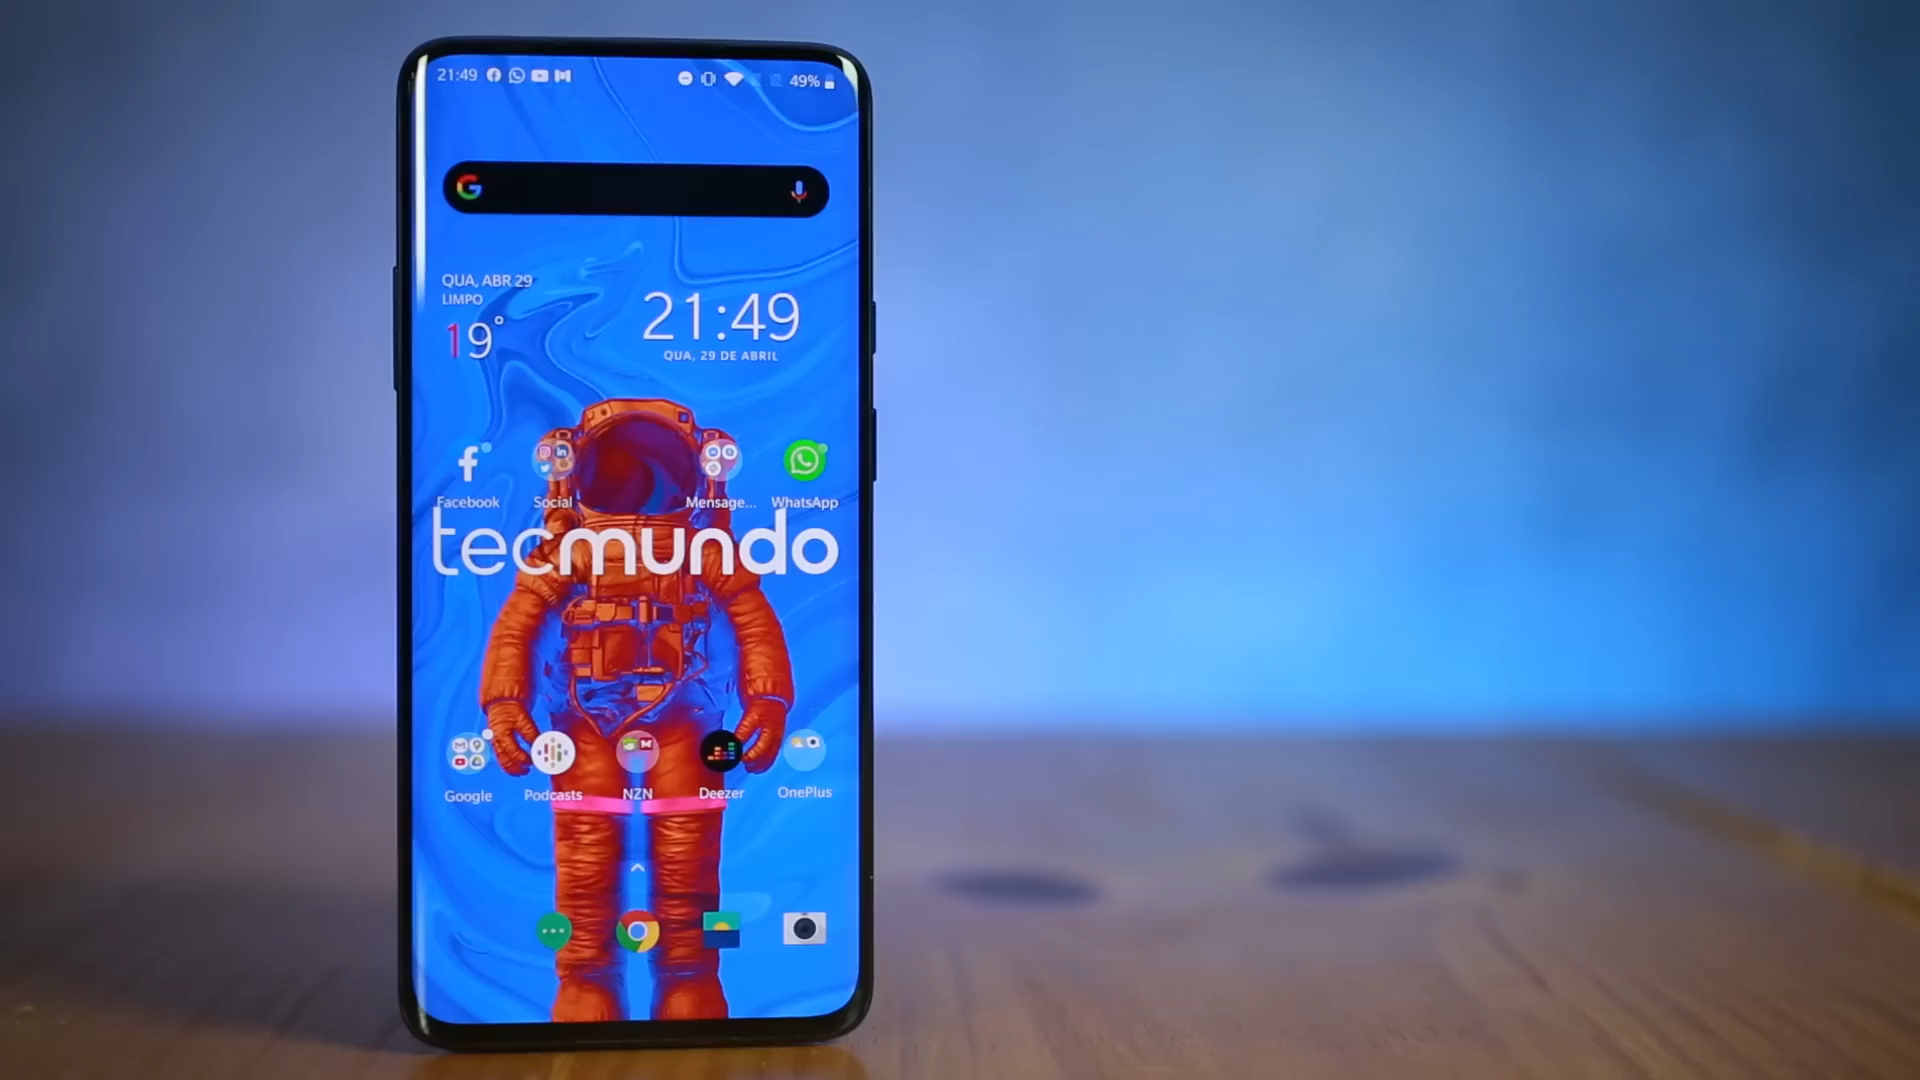 21:49
49%
QUA, ABR 29
LIMPO
19°
21:49
QUA, 29 DE ABRIL
Facebook
Social
Mensage...
WhatsApp
tecmundo
Google
Podcasts
NZN
Deezer
OnePlus